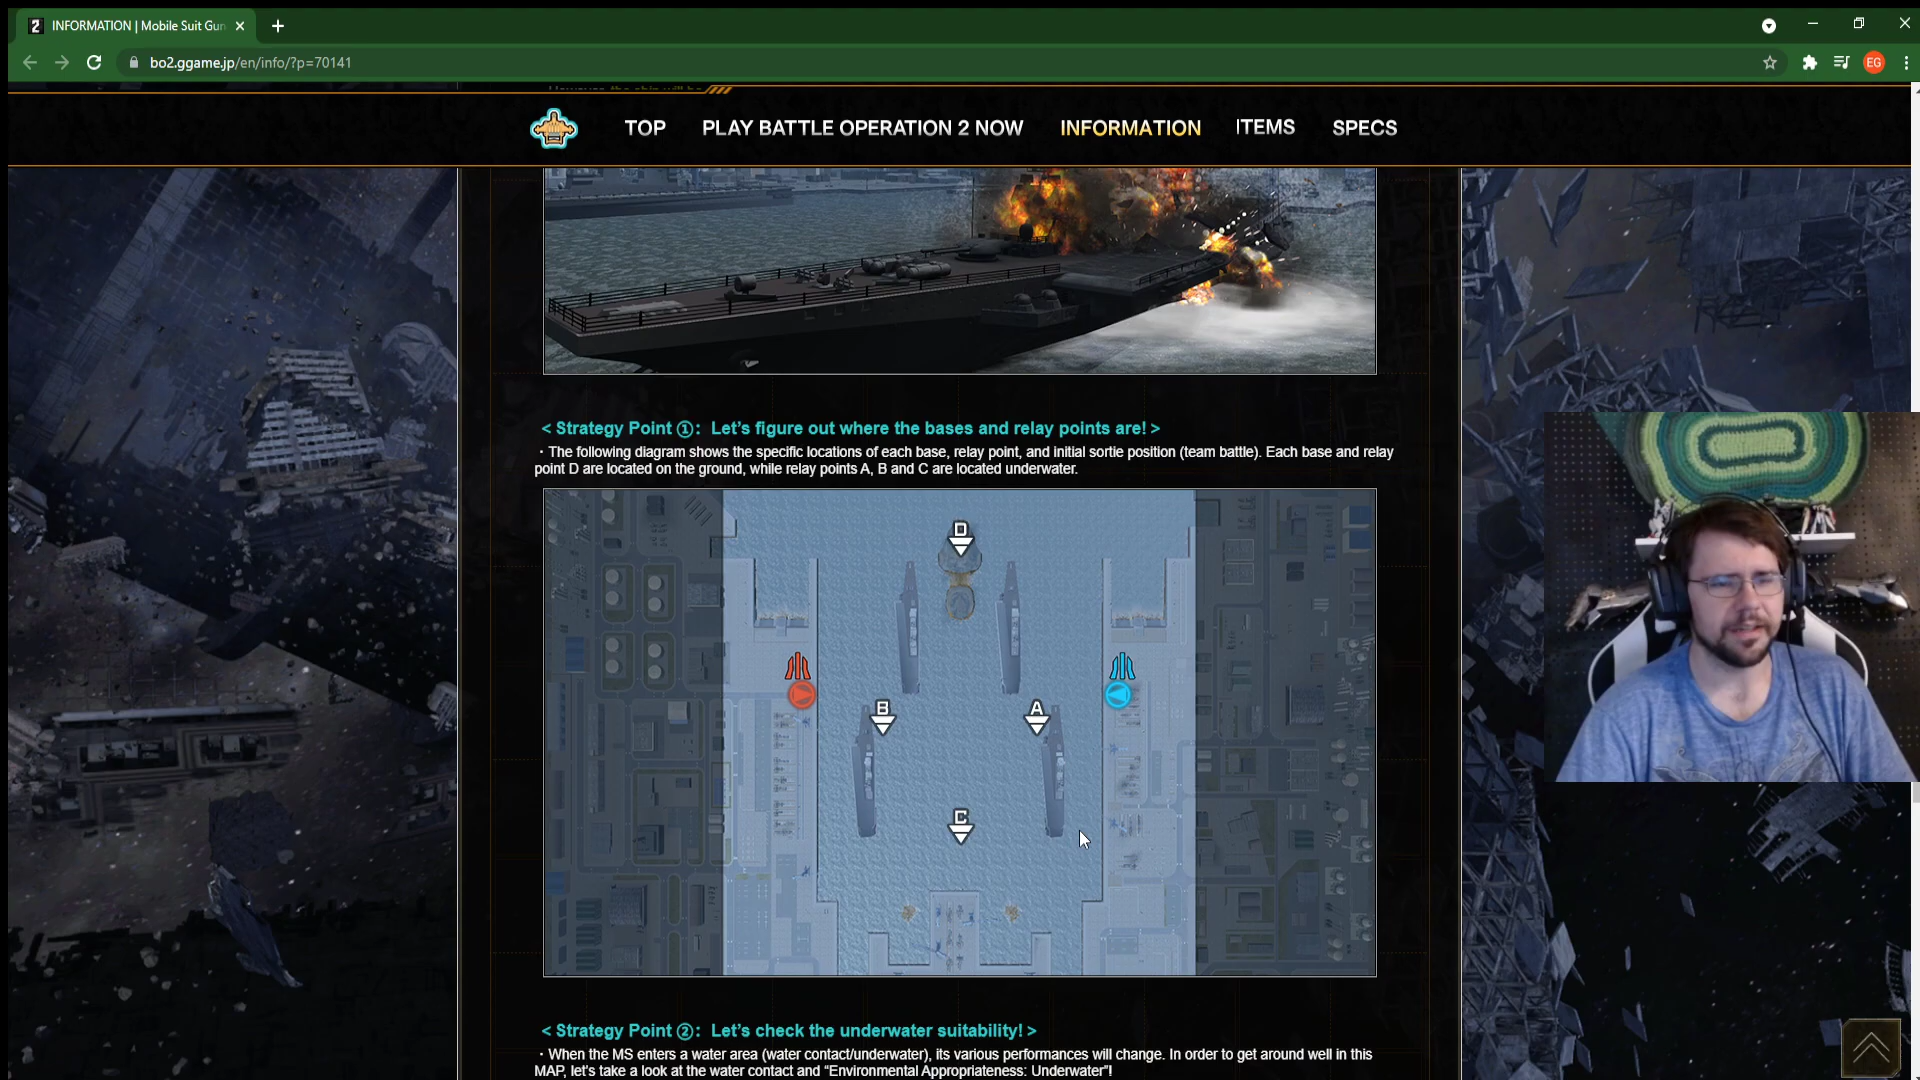 2 INFORMATION | Mobile Suit Gun
bo2.ggame.jp/en/info/?p=70141
EG
TOP PLAY BATTLE OPERATION 2 NOW INFORMATION ITEMS SPECS
< Strategy Point ①: Let's figure out where the bases and relay points are! >
・The following diagram shows the specific locations of each base, relay point, and initial sortie position (team battle). Each base and relay
point D are located on the ground, while relay points A, B and C are located underwater.
D
B
A
C
< Strategy Point ②: Let's check the underwater suitability! >
・When the MS enters a water area (water contact/underwater), its various performances will change. In order to get around well in this
MAP, let's take a look at the water contact and "Environmental Appropriateness: Underwater"!